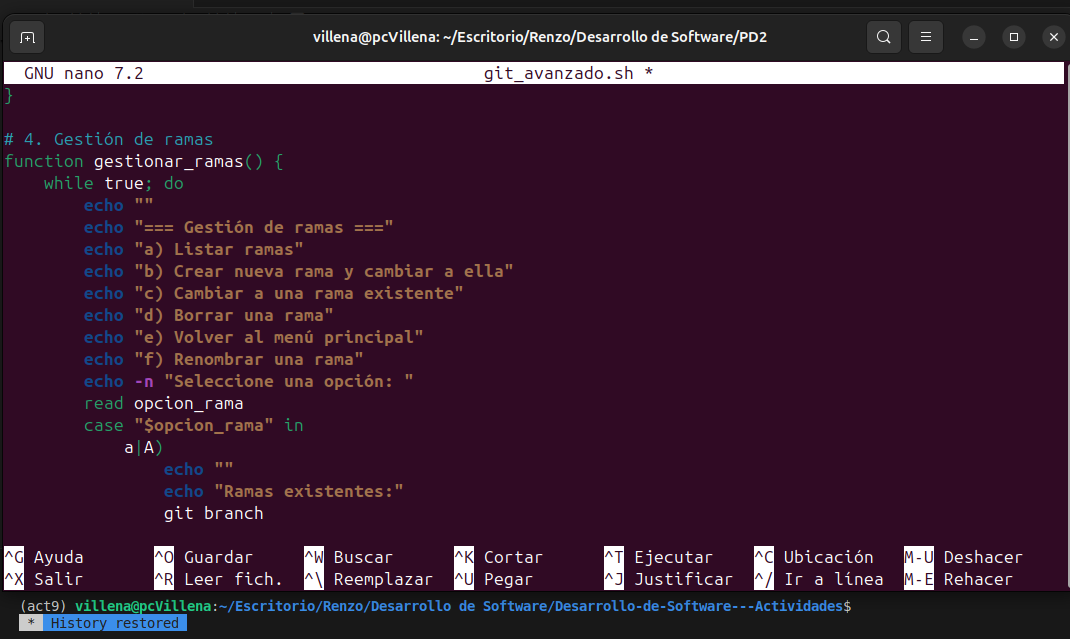 villena@pcVillena: ~/Escritorio/Renzo/Desarrollo de Software/PD2
GNU nano 7.2 git_avanzado.sh *
}
# 4. Gestión de ramas
function gestionar_ramas() {
    while true; do
        echo ""
        echo "=== Gestión de ramas ==="
        echo "a) Listar ramas"
        echo "b) Crear nueva rama y cambiar a ella"
        echo "c) Cambiar a una rama existente"
        echo "d) Borrar una rama"
        echo "e) Volver al menú principal"
        echo "f) Renombrar una rama"
        echo -n "Seleccione una opción: "
        read opcion_rama
        case "$opcion_rama" in
            a|A)
                echo ""
                echo "Ramas existentes:"
                git branch
^G Ayuda ^O Guardar ^W Buscar ^K Cortar ^T Ejecutar ^C Ubicación M-U Deshacer
^X Salir ^R Leer fich. ^\ Reemplazar ^U Pegar ^J Justificar ^/ Ir a línea M-E Rehacer
(act9) villena@pcVillena:~/Escritorio/Renzo/Desarrollo de Software/Desarrollo-de-Software---Actividades$
* History restored